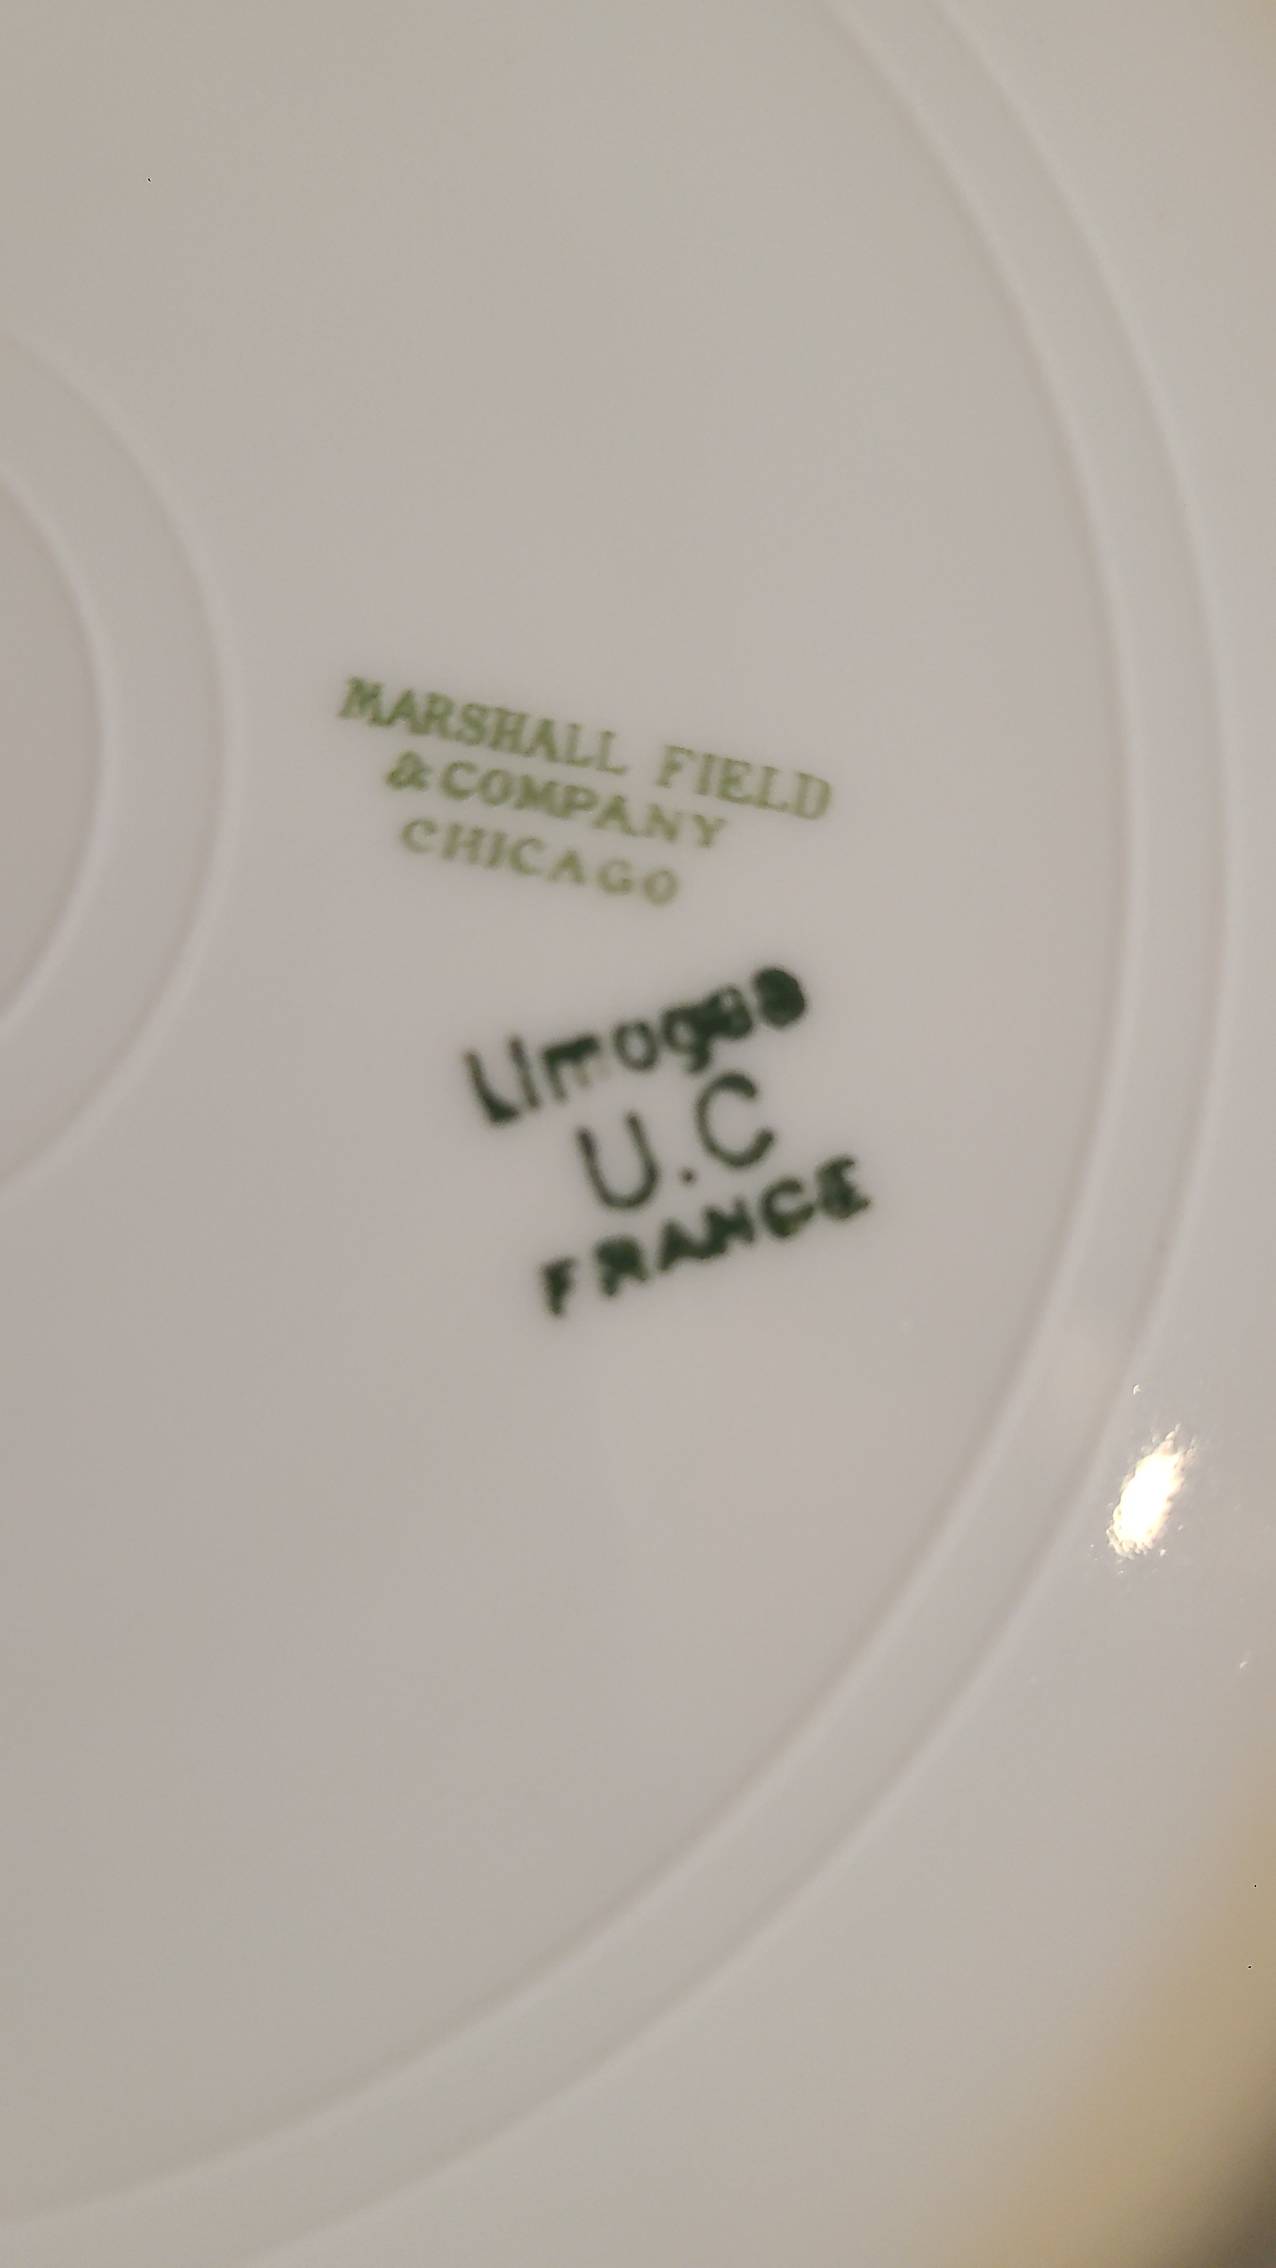 MARSHALL FIELD
& COMPANY
CHICAGO
Limoges
U.C
FRANCE